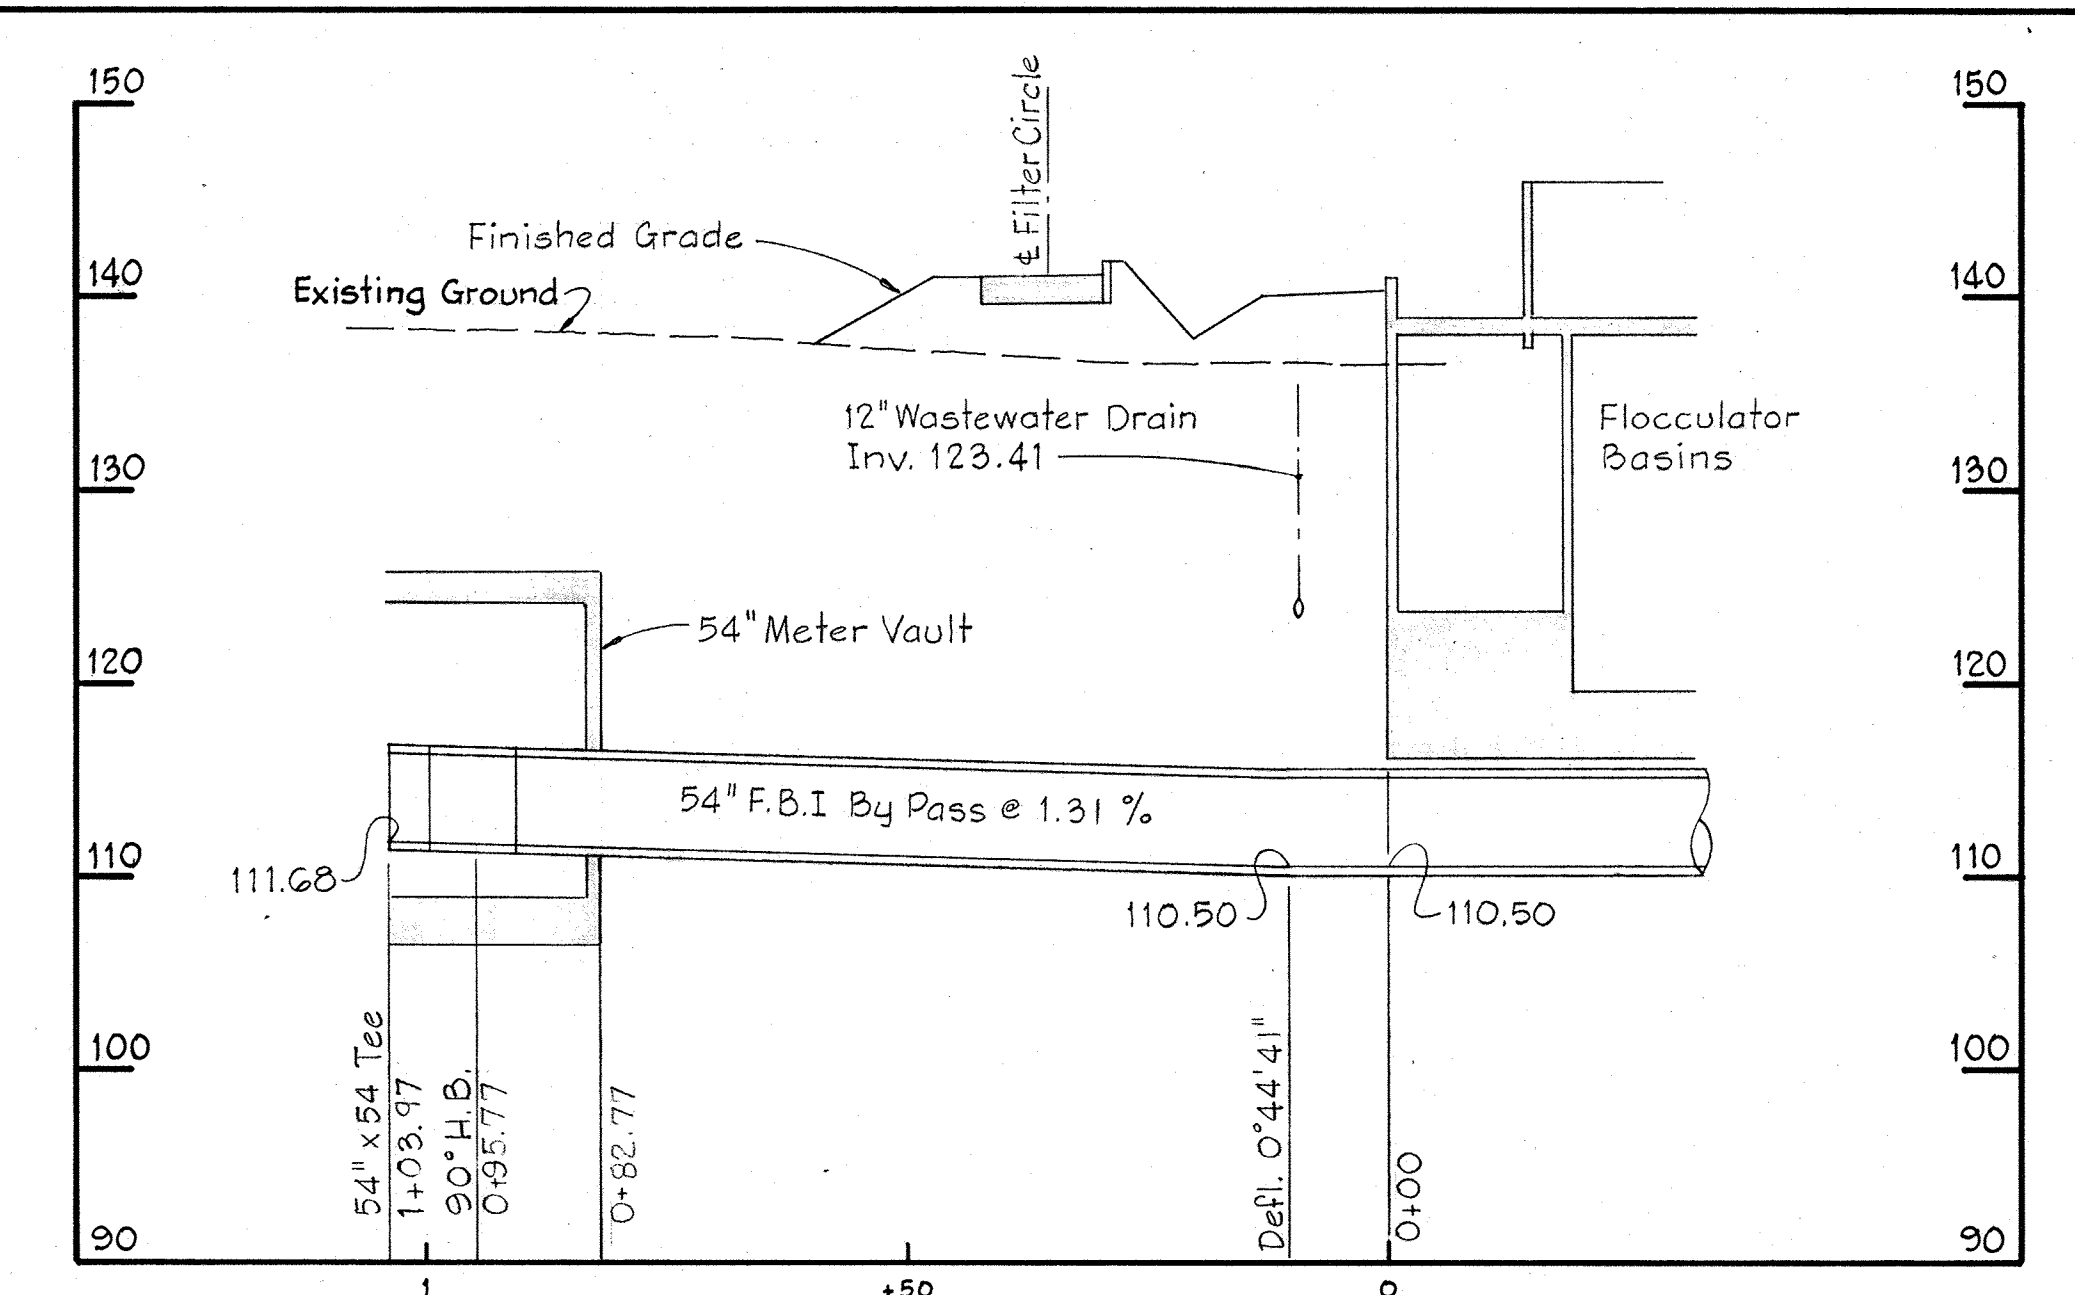 150
150
℄ Filter Circle
Finished Grade
140
Existing Ground
140
12" Wastewater Drain
Inv. 123.41
Flocculator
Basins
130
130
54" Meter Vault
120
120
54" F.B.I By Pass @ 1.31 %
110
110
111.68
110.50
110.50
100
100
54" x 54 Tee
1+03.97
90° H.B.
0+95.77
0+82.77
Defl. 0°44'41"
0+00
90
90
1
+50
0